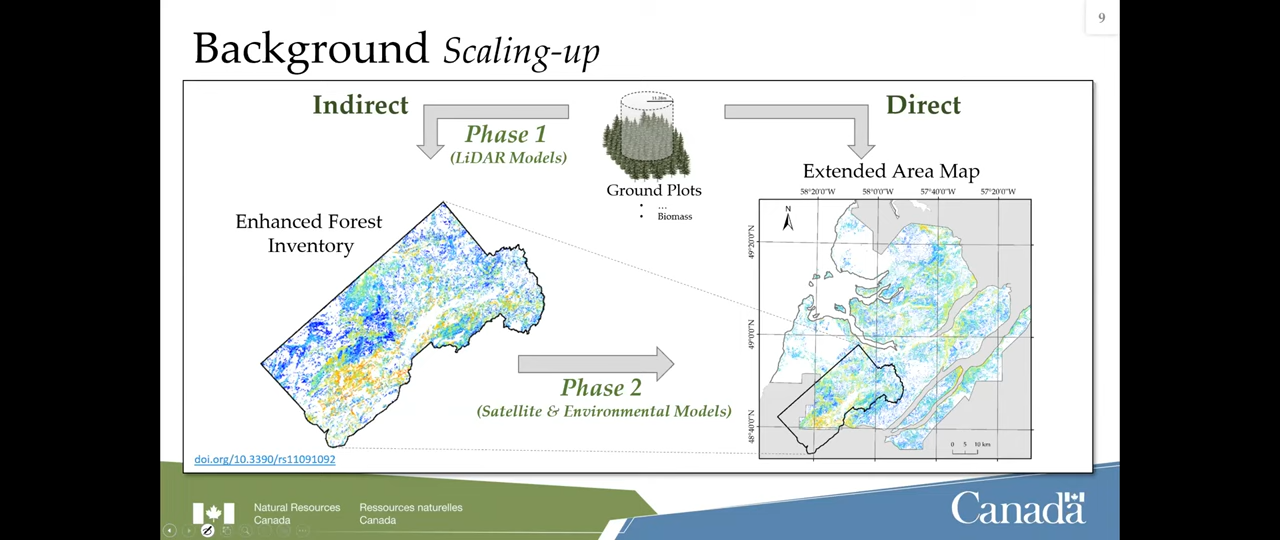 9
Background Scaling-up
Indirect
Direct
Phase 1
(LiDAR Models)
11.28m
Ground Plots
• ...
• Biomass
Enhanced Forest
Inventory
Extended Area Map
58°20'0"W 58°0'0"W 57°40'0"W 57°20'0"W
N
49°20'0"N
49°0'0"N
48°40'0"N
0 5 10 km
Phase 2
(Satellite & Environmental Models)
doi.org/10.3390/rs11091092
Natural Resources Ressources naturelles
Canada Canada
Canada